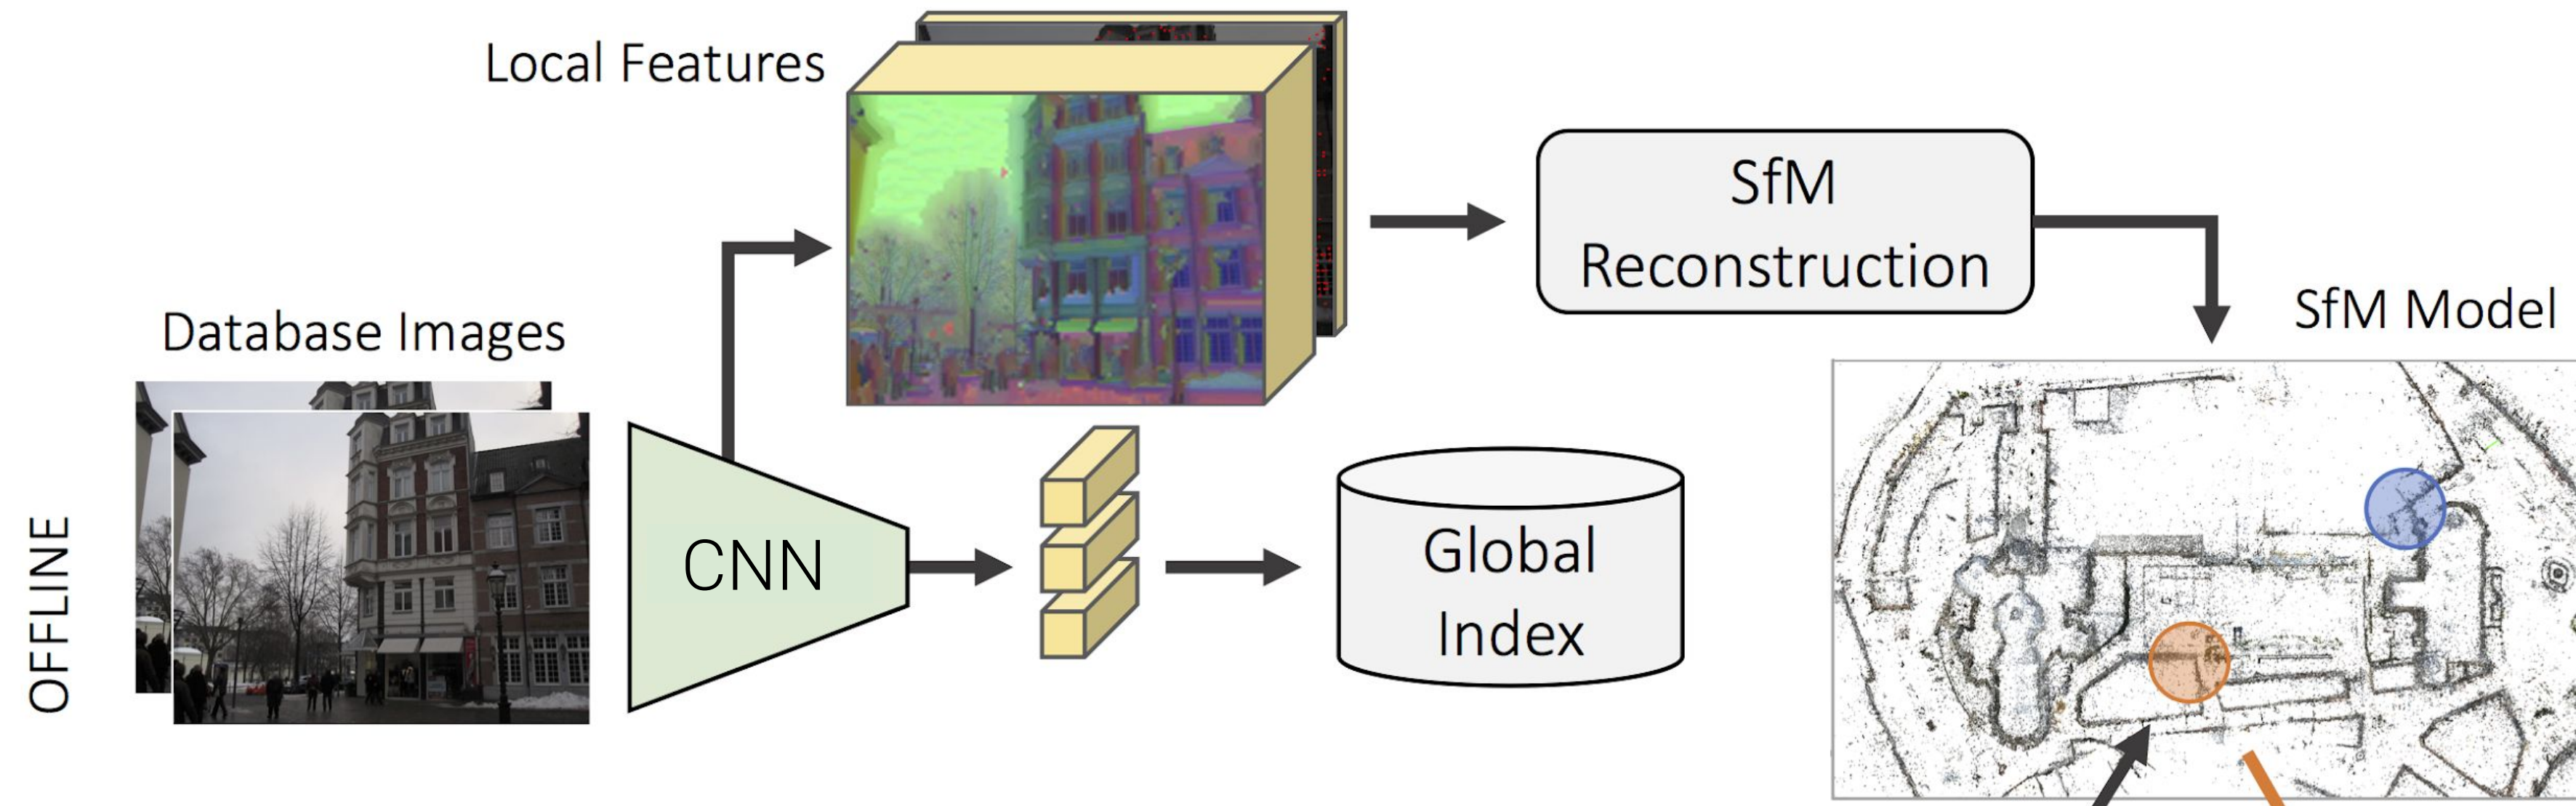 Local Features
SfM
Reconstruction
SfM Model
Database Images
CNN
Global
Index
OFFLINE